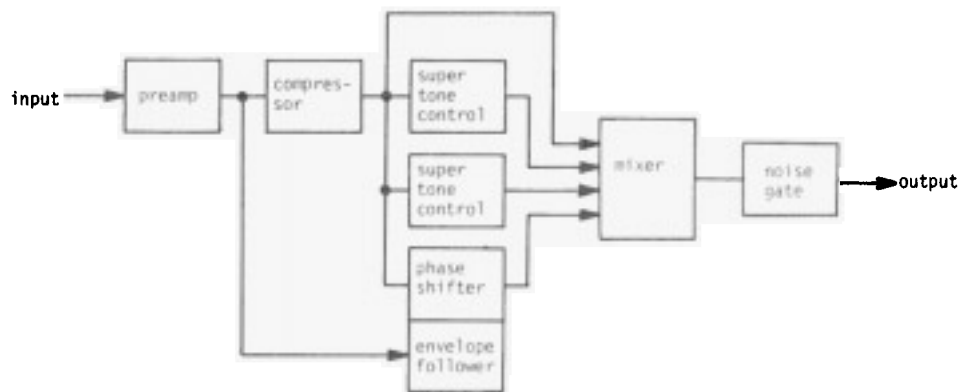 input
preamp
compres-
sor
super
tone
control
super
tone
control
phase
shifter
envelope
follower
mixer
noise
gate
output